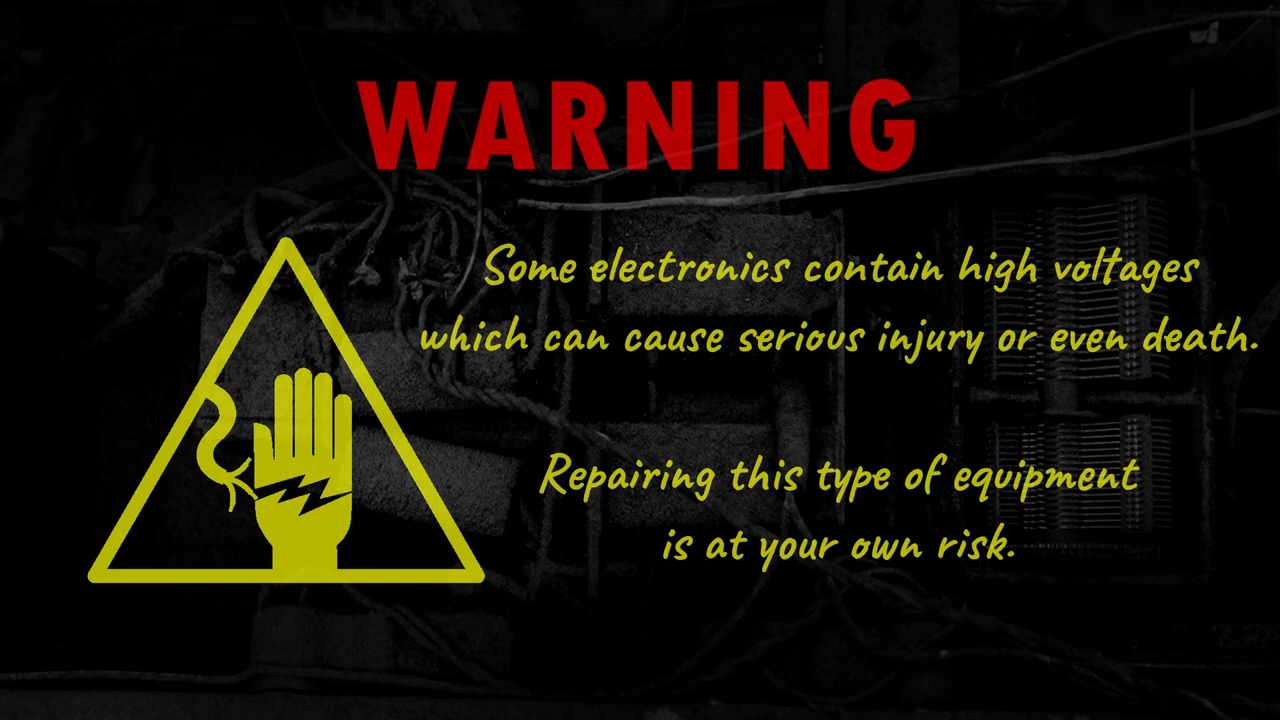 WARNING
Some electronics contain high voltages
which can cause serious injury or even death.
Repairing this type of equipment
is at your own risk.